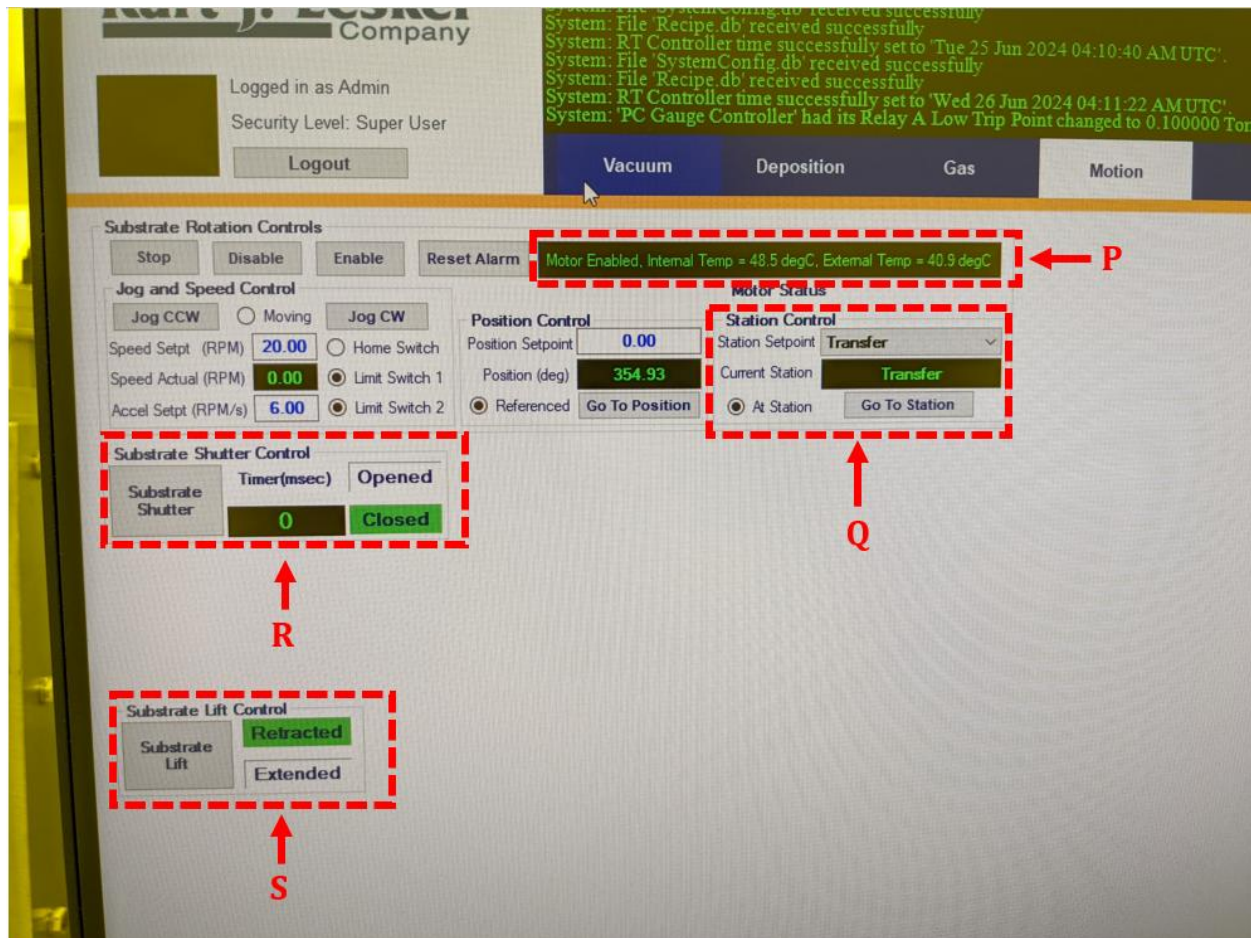 Kurt J. Lesker
Company
System: File 'SystemConfig.db' received successfully
System: File 'Recipe.db' received successfully
System: RT Controller time successfully set to 'Tue 25 Jun 2024 04:10:40 AM UTC'.
System: File 'SystemConfig.db' received successfully
System: File 'Recipe.db' received successfully
System: RT Controller time successfully set to 'Wed 26 Jun 2024 04:11:22 AM UTC'.
System: 'PC Gauge Controller' had its Relay A Low Trip Point changed to 0.100000 Tor
Logged in as Admin
Security Level: Super User
Logout
Vacuum Deposition Gas Motion
Substrate Rotation Controls
Stop Disable Enable Reset Alarm Motor Enabled, Internal Temp = 48.5 degC, External Temp = 40.9 degC P
Motor Status
Jog and Speed Control
Jog CCW Moving Jog CW
Speed Setpt (RPM) 20.00 Home Switch
Speed Actual (RPM) 0.00 Limit Switch 1
Accel Setpt (RPM/s) 6.00 Limit Switch 2
Position Control
Position Setpoint 0.00
Position (deg) 354.93
Referenced Go To Position
Station Control
Station Setpoint Transfer
Current Station Transfer
At Station Go To Station
Q
Substrate Shutter Control
Substrate Shutter
Timer(msec) Opened
0 Closed
R
Substrate Lift Control
Substrate Lift
Retracted
Extended
S